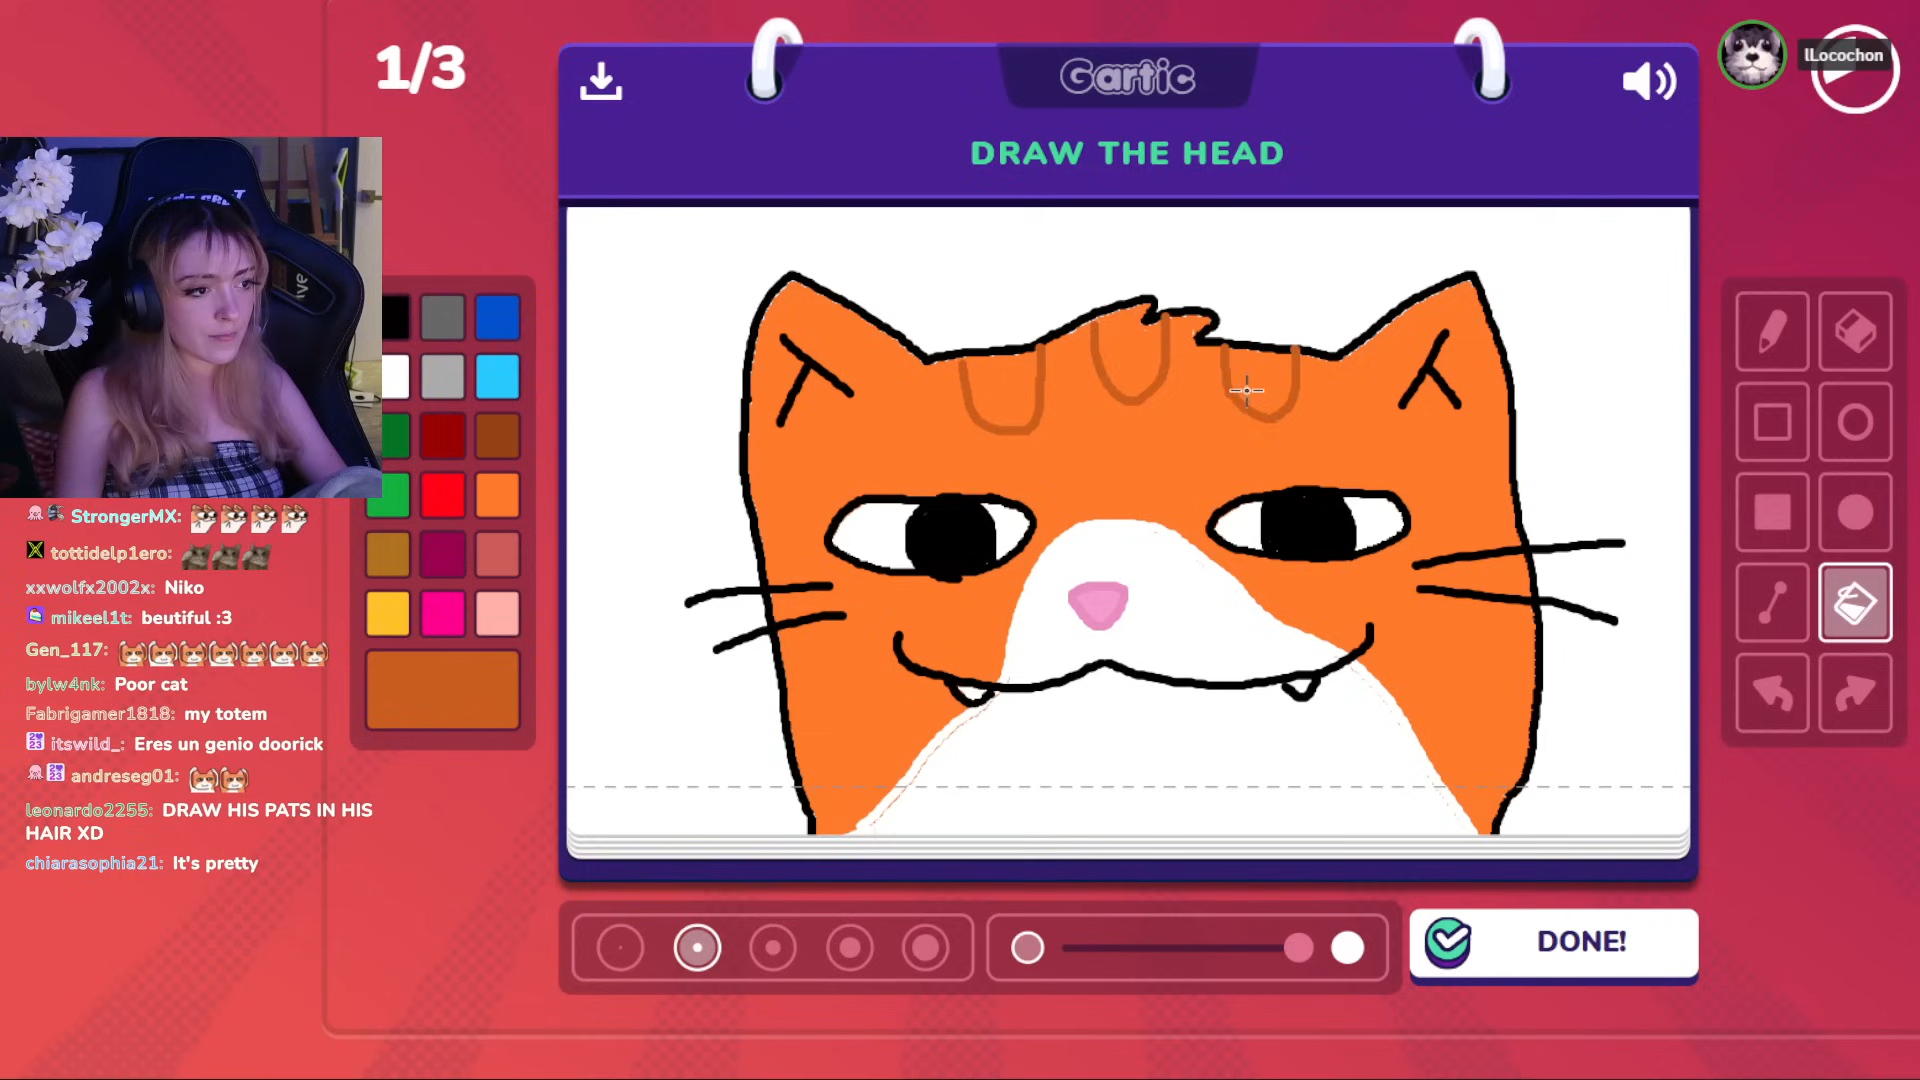 1/3
Gartic
lLocochon
DRAW THE HEAD
StrongerMX:
tottidelp1ero:
xxwolfx2002x: Niko
mikeel1t: beutiful :3
Gen_117:
bylw4nk: Poor cat
Fabrigamer1818: my totem
itswild_: Eres un genio doorick
andreseg01:
leonardo2255: DRAW HIS PATS IN HIS
HAIR XD
chiarasophia21: It's pretty
DONE!